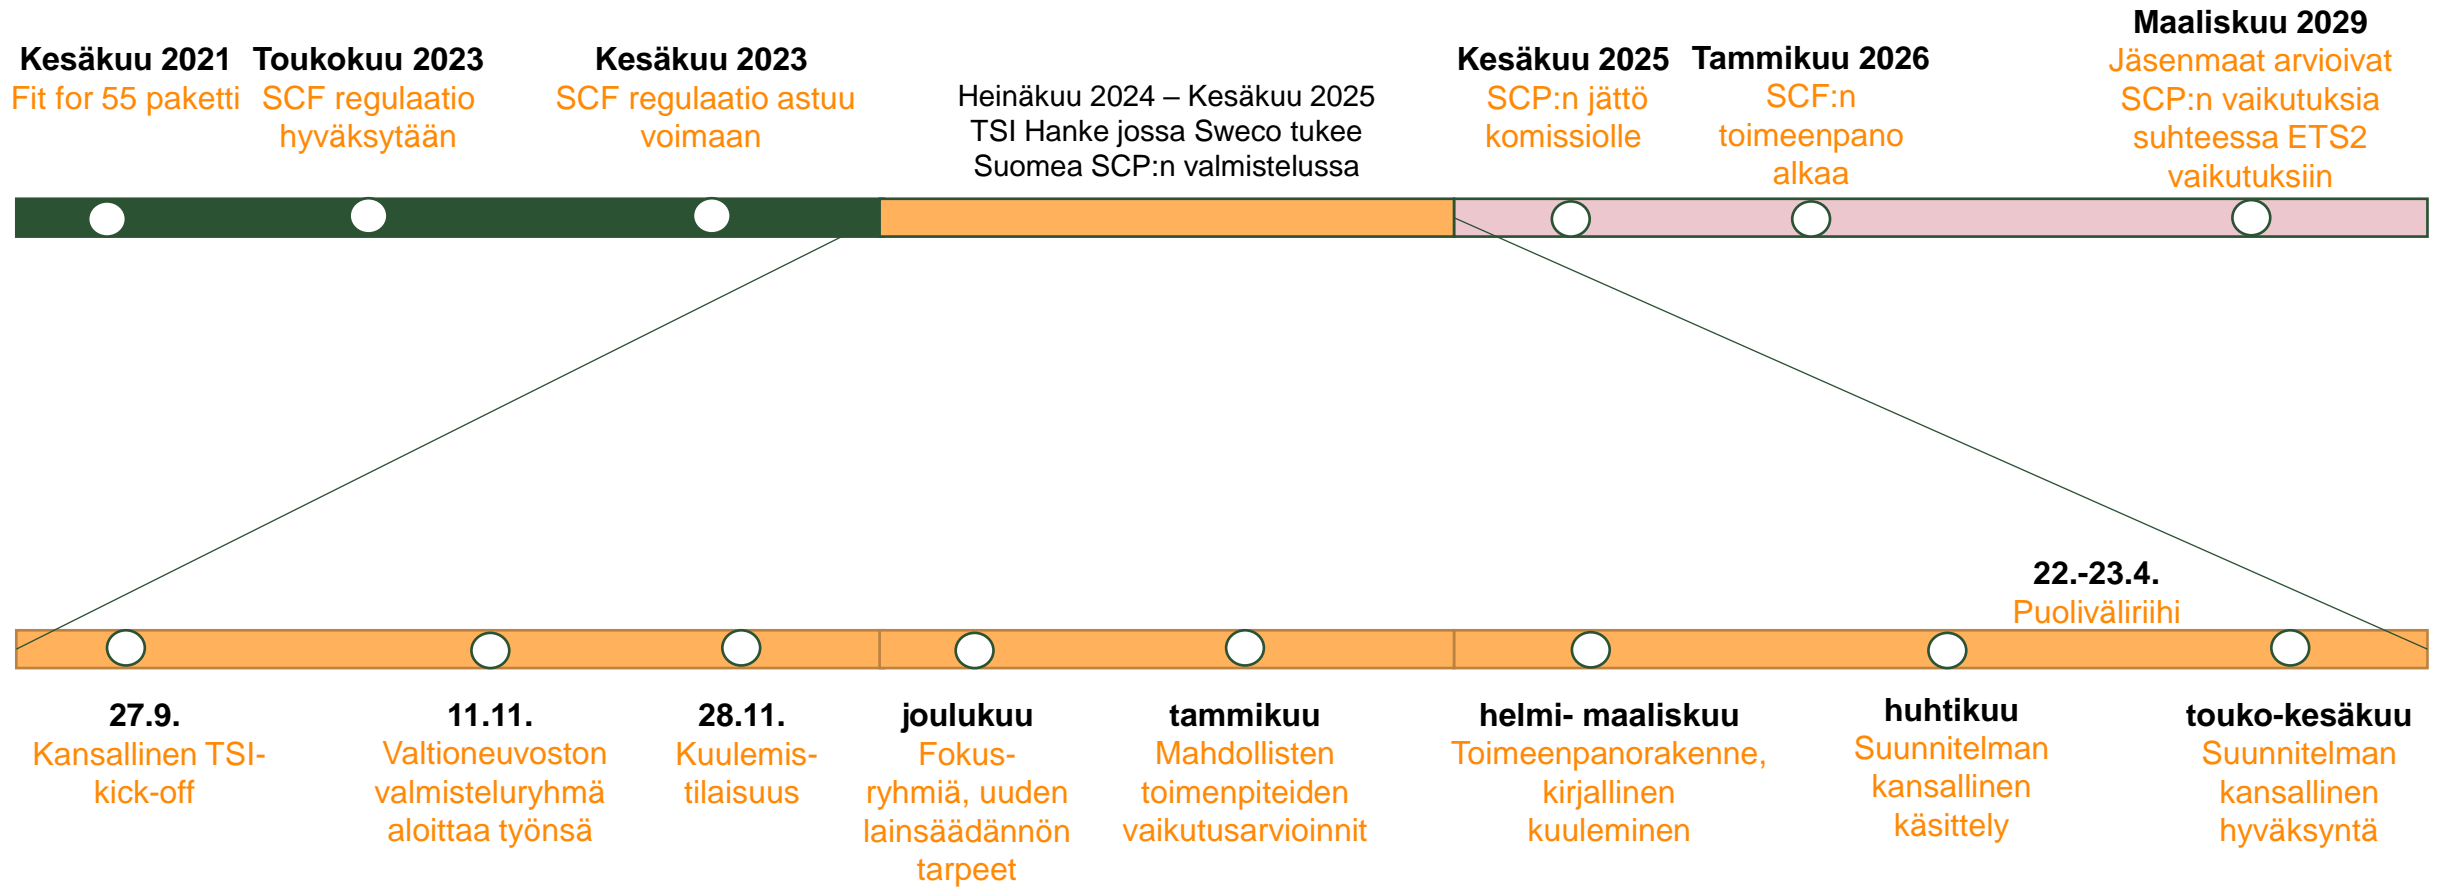 Kesäkuu 2021
Fit for 55 paketti
Toukokuu 2023
SCF regulaatio
hyväksytään
Kesäkuu 2023
SCF regulaatio astuu
voimaan
Heinäkuu 2024 – Kesäkuu 2025
TSI Hanke jossa Sweco tukee
Suomea SCP:n valmistelussa
Kesäkuu 2025
SCP:n jättö
komissiolle
Tammikuu 2026
SCF:n
toimeenpano
alkaa
Maaliskuu 2029
Jäsenmaat arvioivat
SCP:n vaikutuksia
suhteessa ETS2
vaikutuksiin
27.9.
Kansallinen TSI-
kick-off
11.11.
Valtioneuvoston
valmisteluryhmä
aloittaa työnsä
28.11.
Kuulemis-
tilaisuus
joulukuu
Fokus-
ryhmiä, uuden
lainsäädännön
tarpeet
tammikuu
Mahdollisten
toimenpiteiden
vaikutusarvioinnit
helmi- maaliskuu
Toimeenpanorakenne,
kirjallinen
kuuleminen
huhtikuu
Suunnitelman
kansallinen
käsittely
22.-23.4.
Puoliväliriihi
touko-kesäkuu
Suunnitelman
kansallinen
hyväksyntä